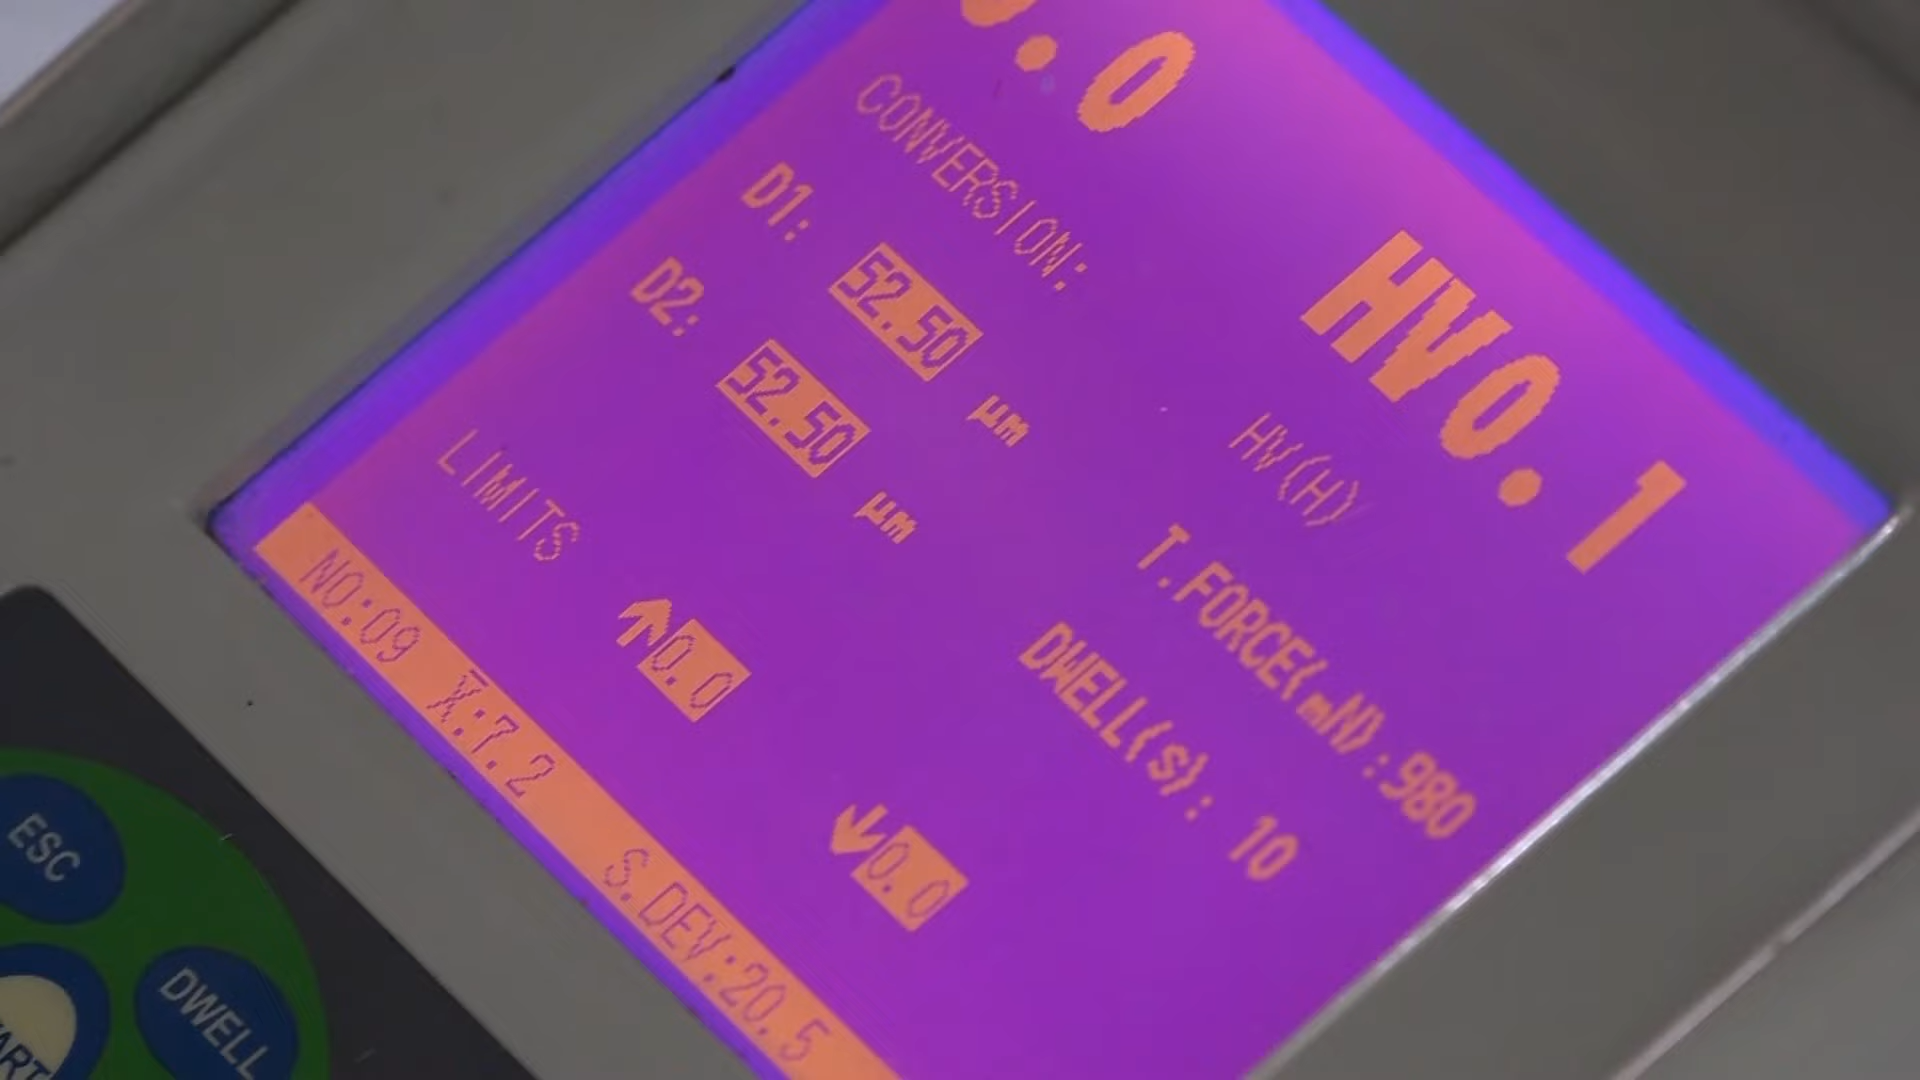 0.0 HV0.1
CONVERSION: HV(H)
D1: 52.50 μm T.FORCE(mN):980
D2: 52.50 μm DWELL(s): 10
LIMITS ↑0.0 ↓0.0
NO:09 X̅:7.2 S.DEV:20.5
ESC
DWELL